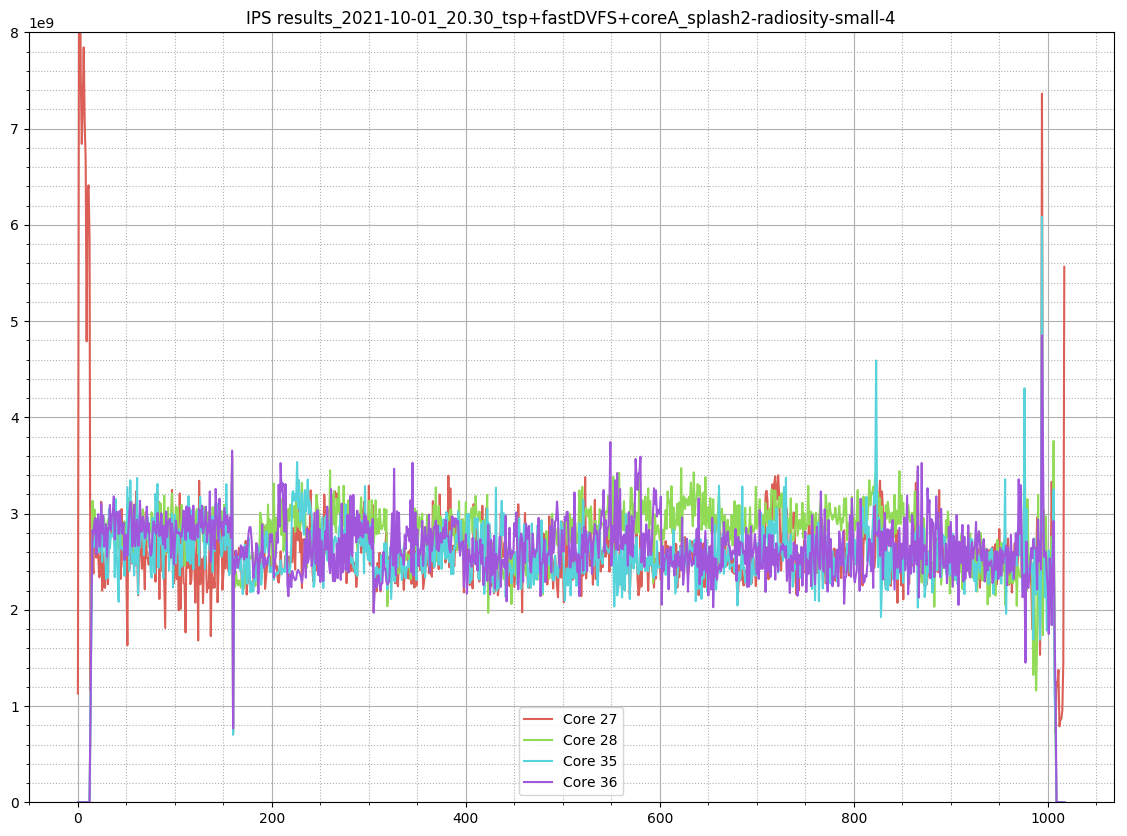 IPS results_2021-10-01_20.30_tsp+fastDVFS+coreA_splash2-radiosity-small-4
1e9
8
7
6
5
4
3
2
1
0
0 200 400 600 800 1000
Core 27
Core 28
Core 35
Core 36